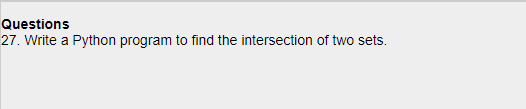 Questions
27. Write a Python program to find the intersection of two sets.